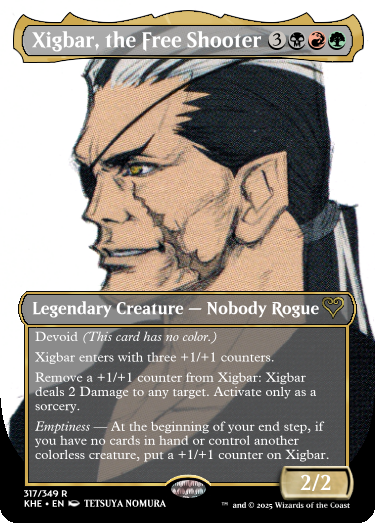 Xigbar, the Free Shooter 3
Legendary Creature — Nobody Rogue
Devoid (This card has no color.)
Xigbar enters with three +1/+1 counters.
Remove a +1/+1 counter from Xigbar: Xigbar
deals 2 Damage to any target. Activate only as a
sorcery.
Emptiness — At the beginning of your end step, if
you have no cards in hand or control another
colorless creature, put a +1/+1 counter on Xigbar.
2/2
317/349 R
KHE • EN TETSUYA NOMURA
™ and © 2025 Wizards of the Coast